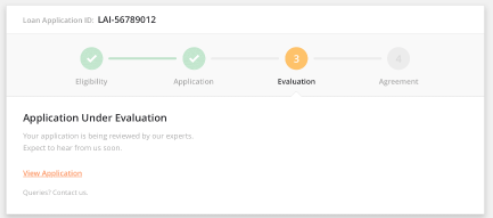 Loan Application ID: LAI-56789012
3
4
Eligibility
Application
Evaluation
Agreement
Application Under Evaluation
Your application is being reviewed by our experts.
Expect to hear from us soon.
View Application
Queries? Contact us.